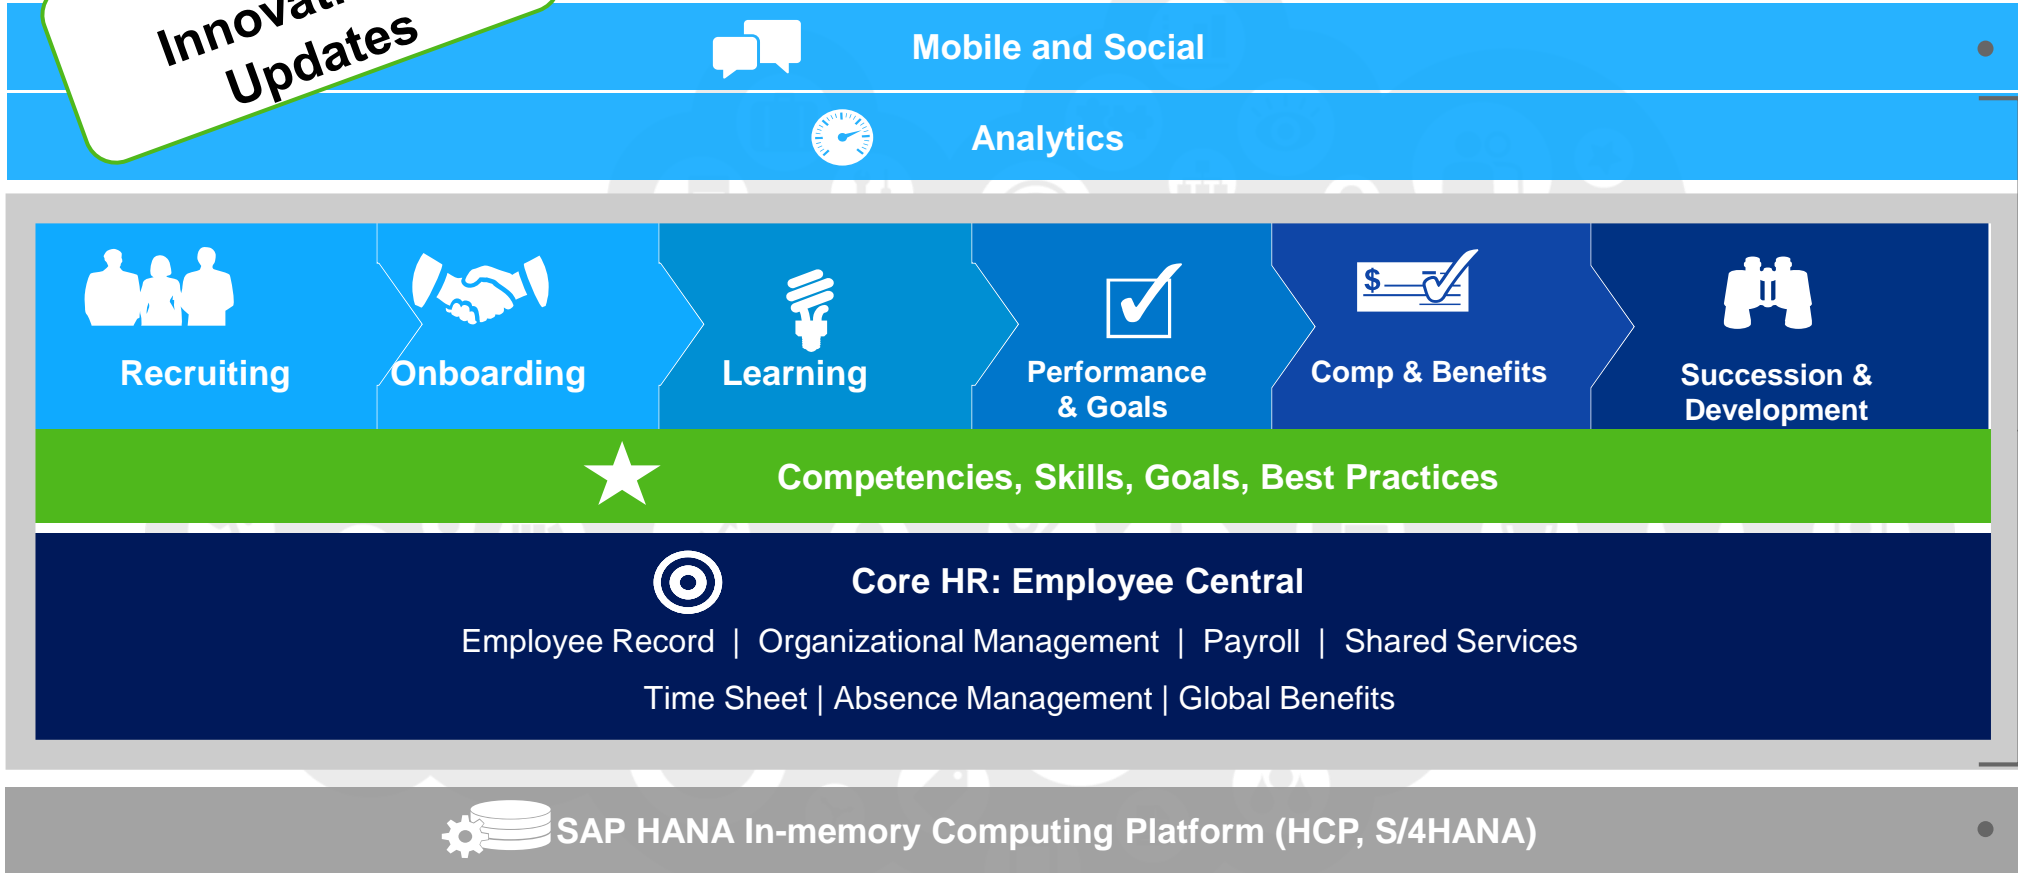 Updates
Mobile and Social
Analytics
Recruiting
Onboarding
Learning
Performance
& Goals
$
Comp & Benefits
Succession &
Development
Competencies, Skills, Goals, Best Practices
Core HR: Employee Central
Employee Record | Organizational Management | Payroll | Shared Services
Time Sheet | Absence Management | Global Benefits
SAP HANA In-memory Computing Platform (HCP, S/4HANA)